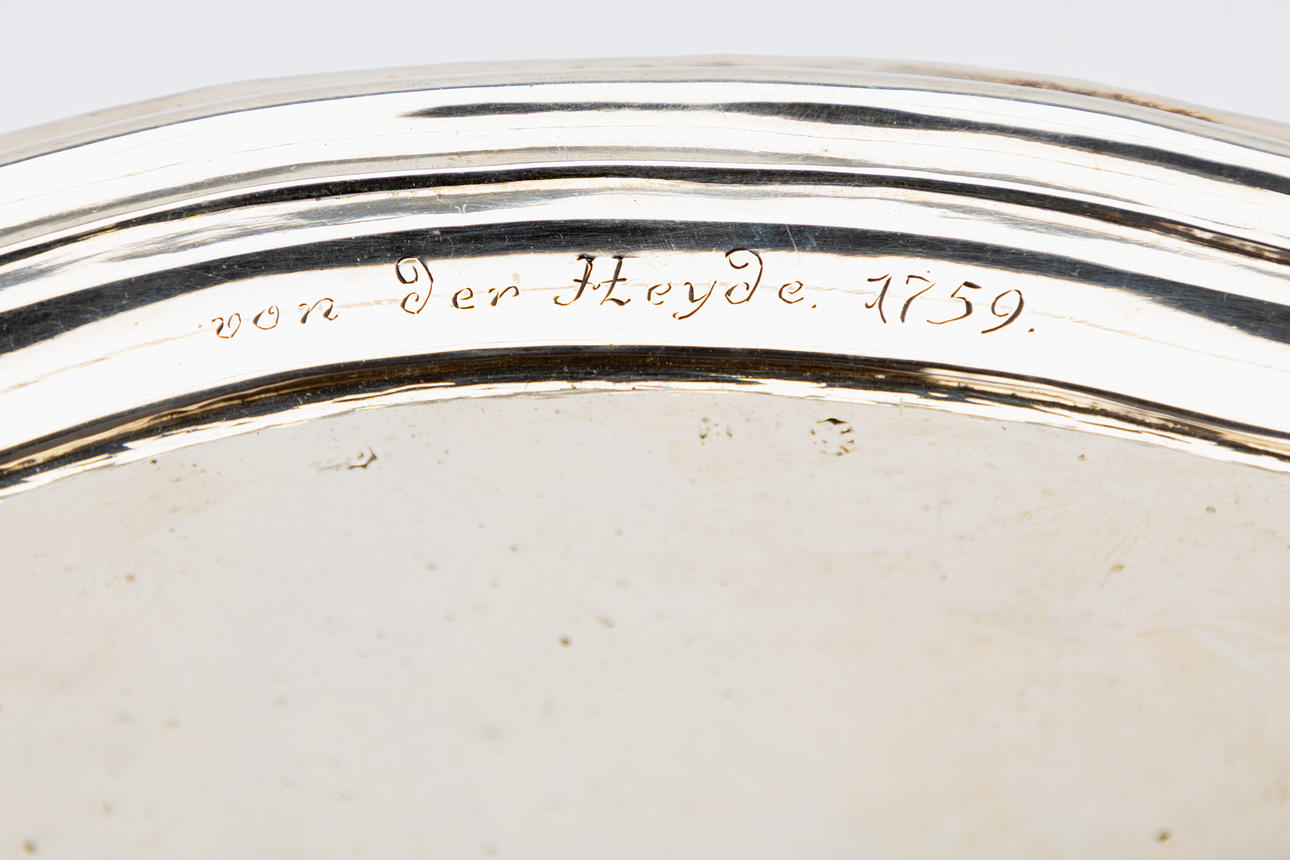 von der Heyde. 1759.